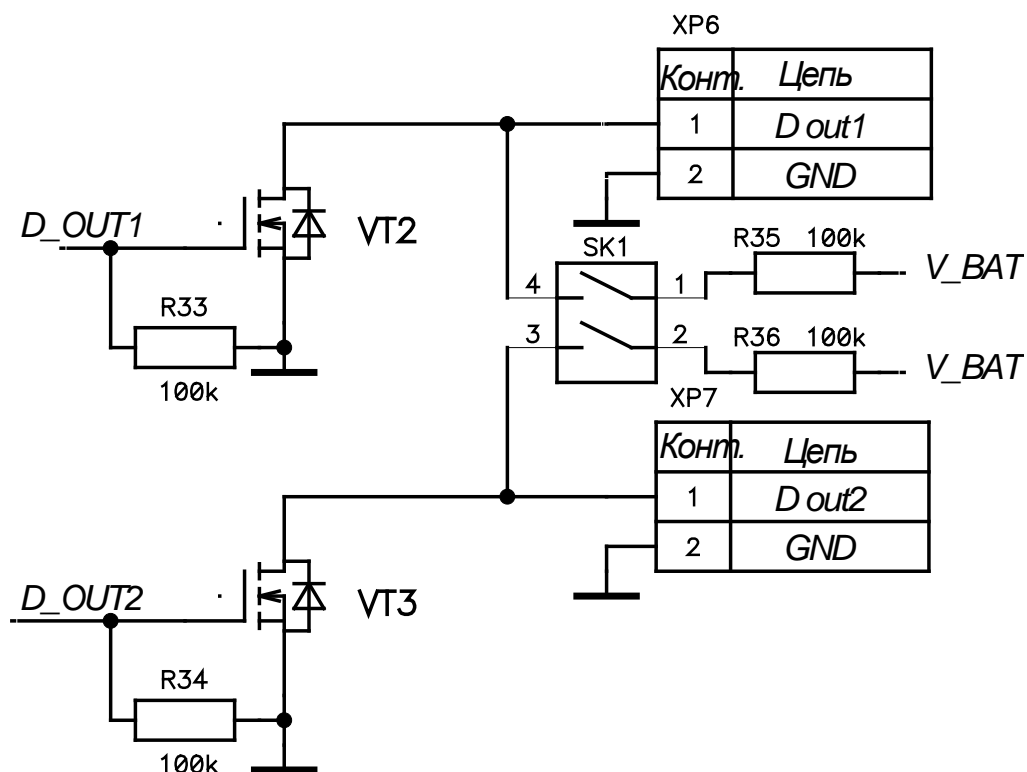 XP6
Конт. Цепь
1 D out1
2 GND
D_OUT1
VT2
SK1
R35 100k
V_BAT
4 1
R33
3 2
R36 100k
V_BAT
100k
XP7
Конт. Цепь
1 D out2
2 GND
D_OUT2
VT3
R34
100k